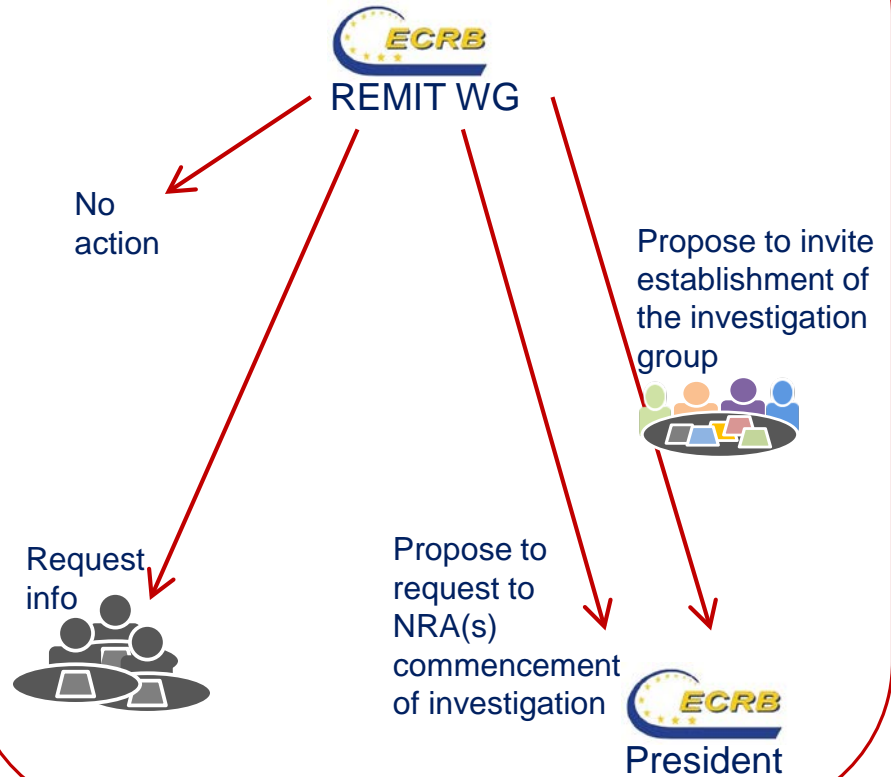 ECRB
REMIT WG
No
action
Propose to invite
establishment of
the investigation
group
Request
info
Propose to
request to
NRA(s)
commencement
of investigation
ECRB
President